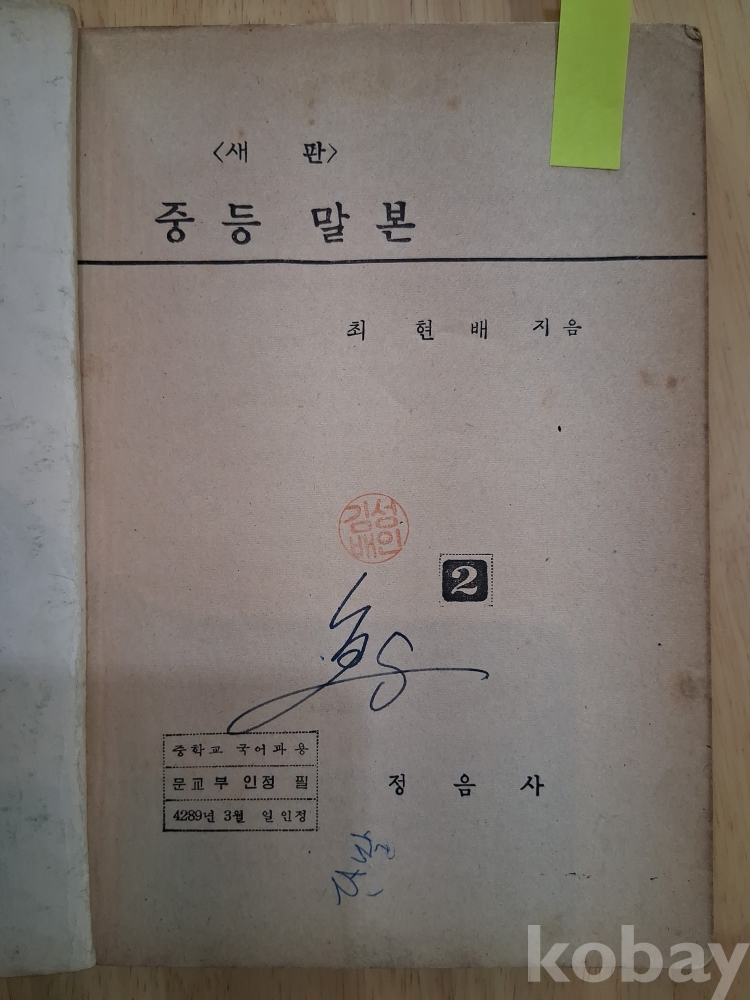 <새 판>
중등 말본
최 현 배 지음
김성
배인
2
중학교 국어과용
문교부 인정 필
4289년 3월 일 인정
정 음 사
kobay